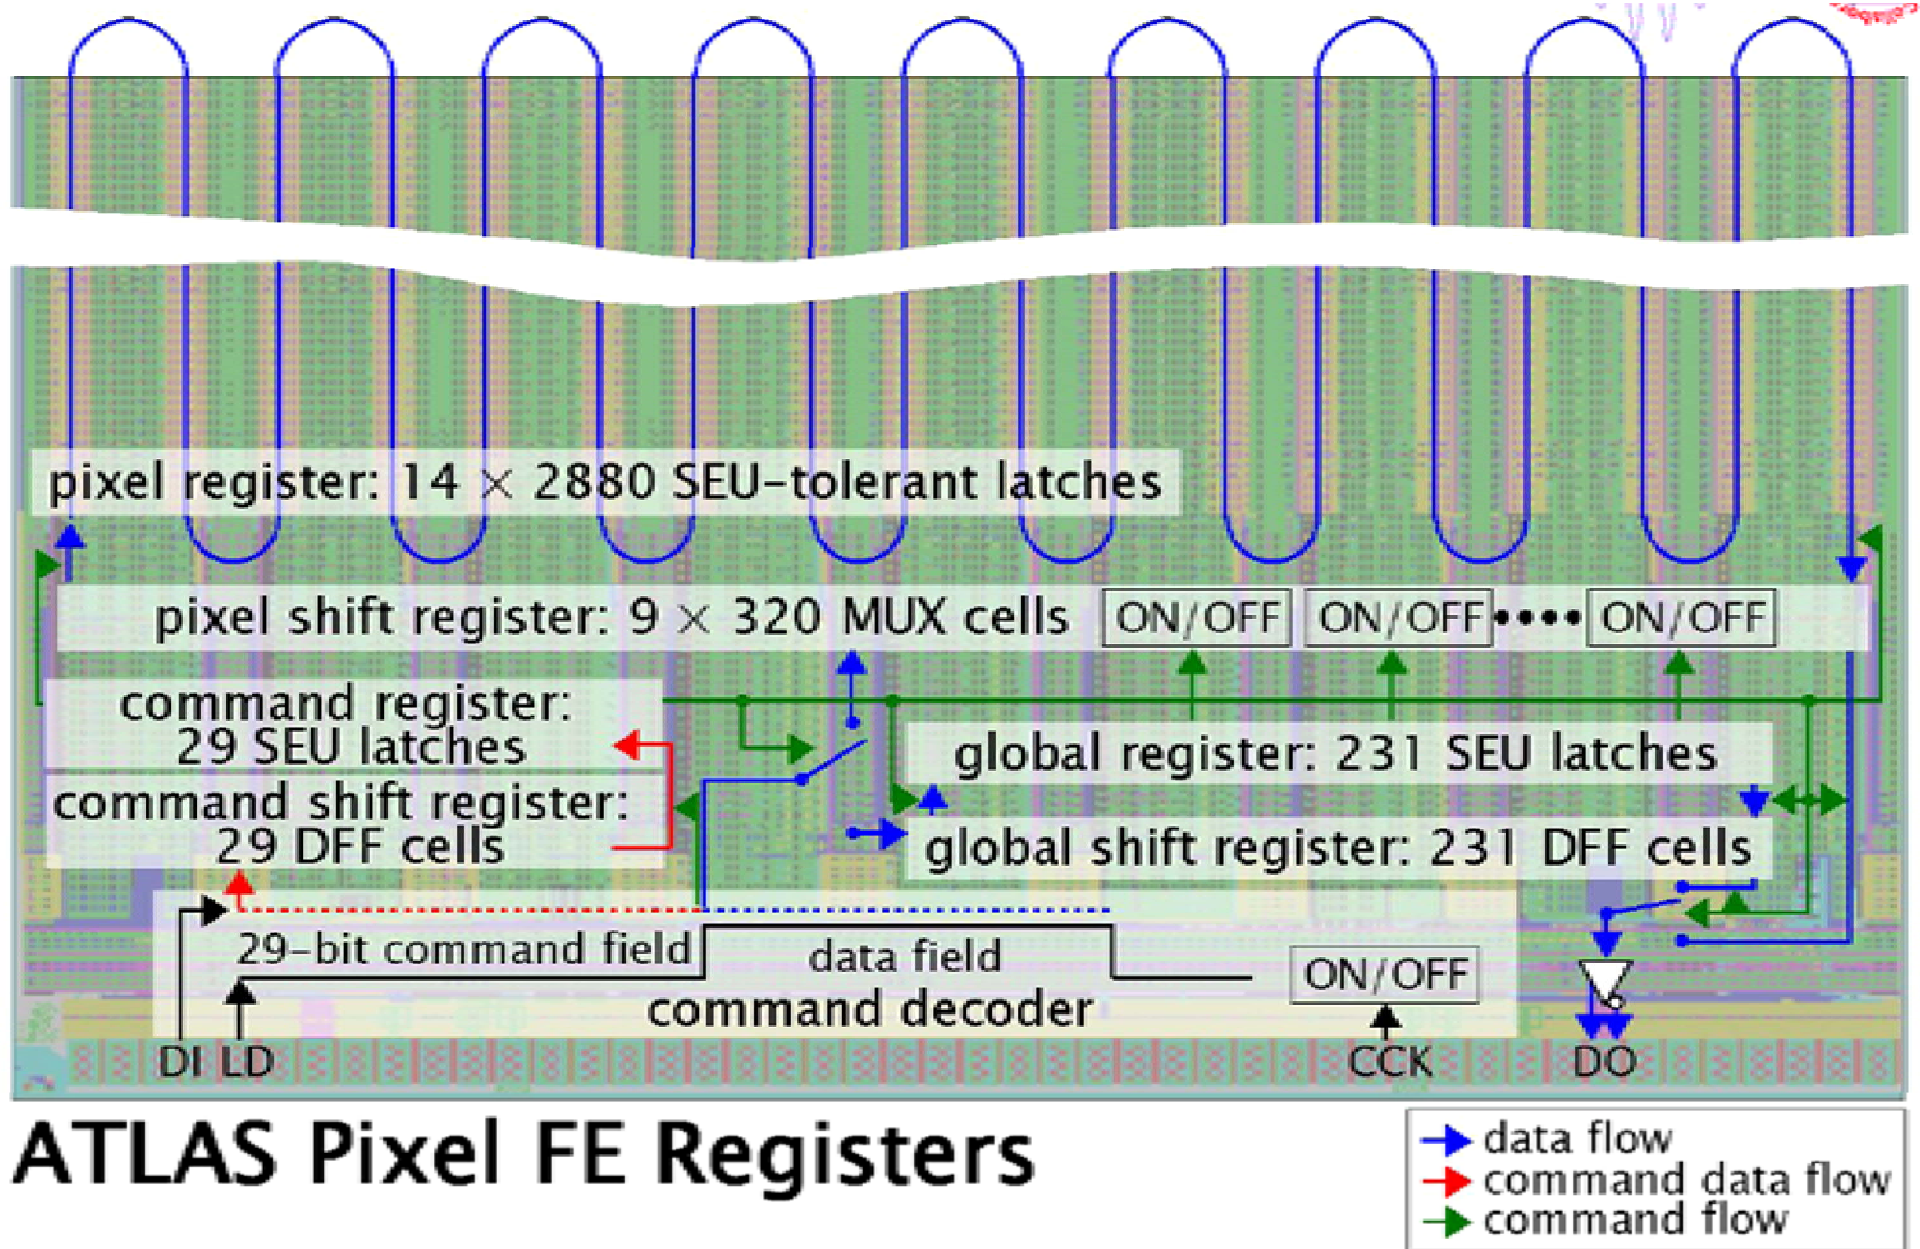 pixel register: 14 × 2880 SEU-tolerant latches
pixel shift register: 9 × 320 MUX cells ON/OFF ON/OFF •••• ON/OFF
command register:
29 SEU latches
global register: 231 SEU latches
command shift register:
29 DFF cells
global shift register: 231 DFF cells
29-bit command field
data field
ON/OFF
command decoder
DI LD CCK DO
ATLAS Pixel FE Registers
data flow
command data flow
command flow